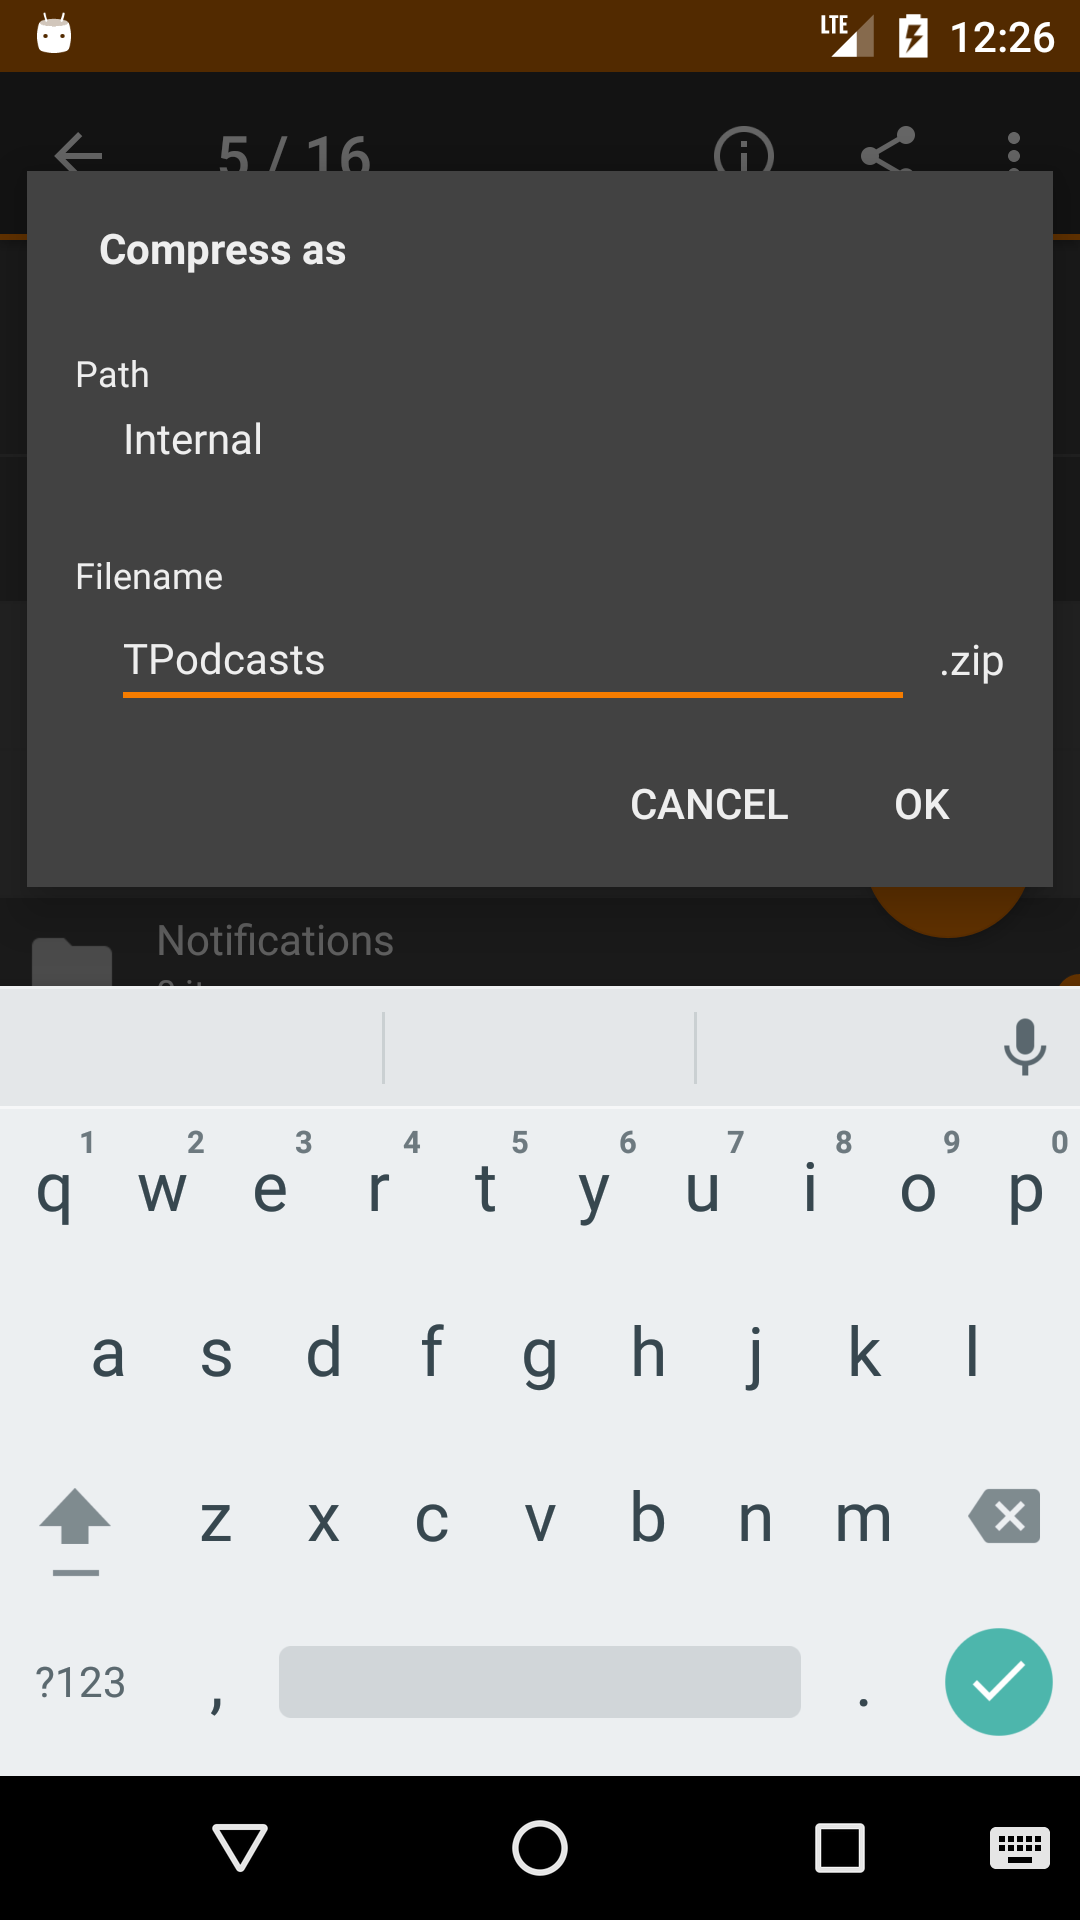 LTE 12:26
5 / 16
Compress as
Path
Internal
Filename
TPodcasts .zip
CANCEL OK
Notifications
1 2 3 4 5 6 7 8 9 0
q w e r t y u i o p
a s d f g h j k l
z x c v b n m
?123 , .